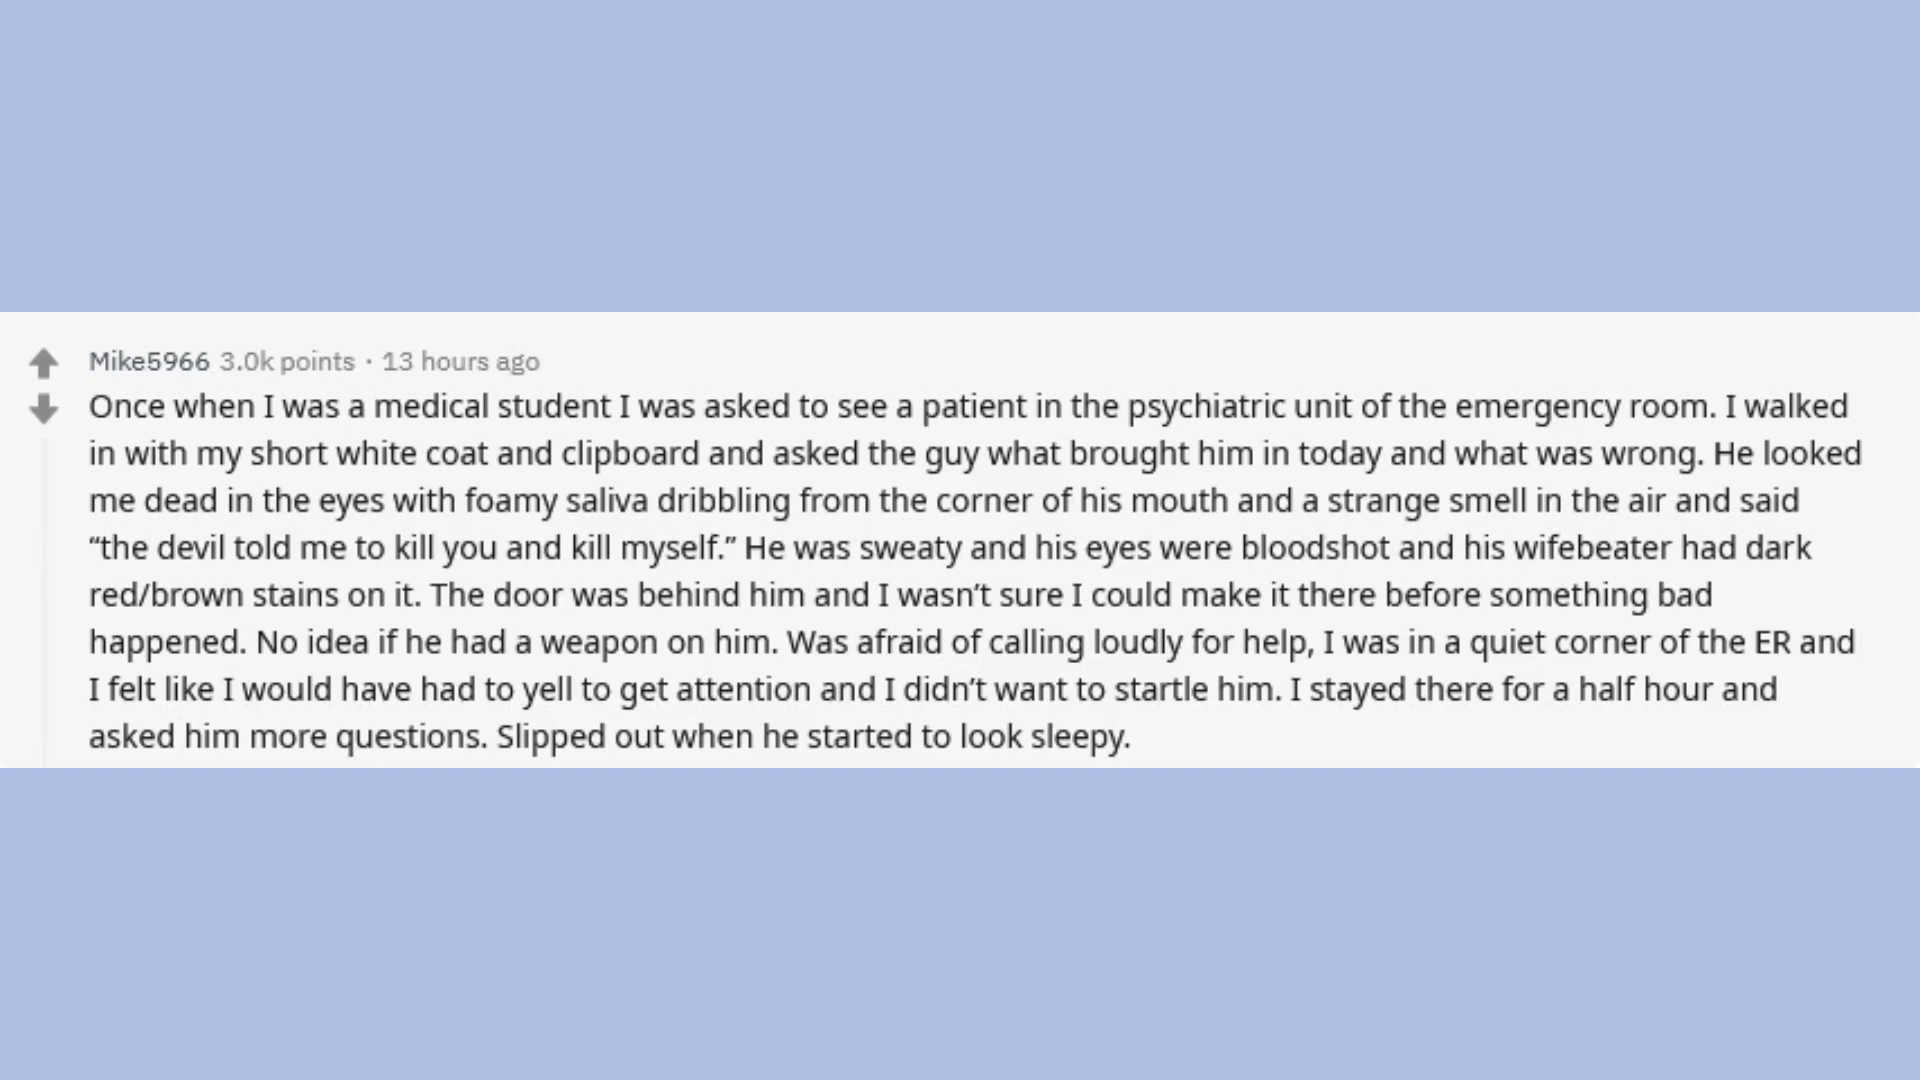 Mike5966 3.0k points · 13 hours ago
Once when I was a medical student I was asked to see a patient in the psychiatric unit of the emergency room. I walked
in with my short white coat and clipboard and asked the guy what brought him in today and what was wrong. He looked
me dead in the eyes with foamy saliva dribbling from the corner of his mouth and a strange smell in the air and said
“the devil told me to kill you and kill myself.” He was sweaty and his eyes were bloodshot and his wifebeater had dark
red/brown stains on it. The door was behind him and I wasn’t sure I could make it there before something bad
happened. No idea if he had a weapon on him. Was afraid of calling loudly for help, I was in a quiet corner of the ER and
I felt like I would have had to yell to get attention and I didn’t want to startle him. I stayed there for a half hour and
asked him more questions. Slipped out when he started to look sleepy.